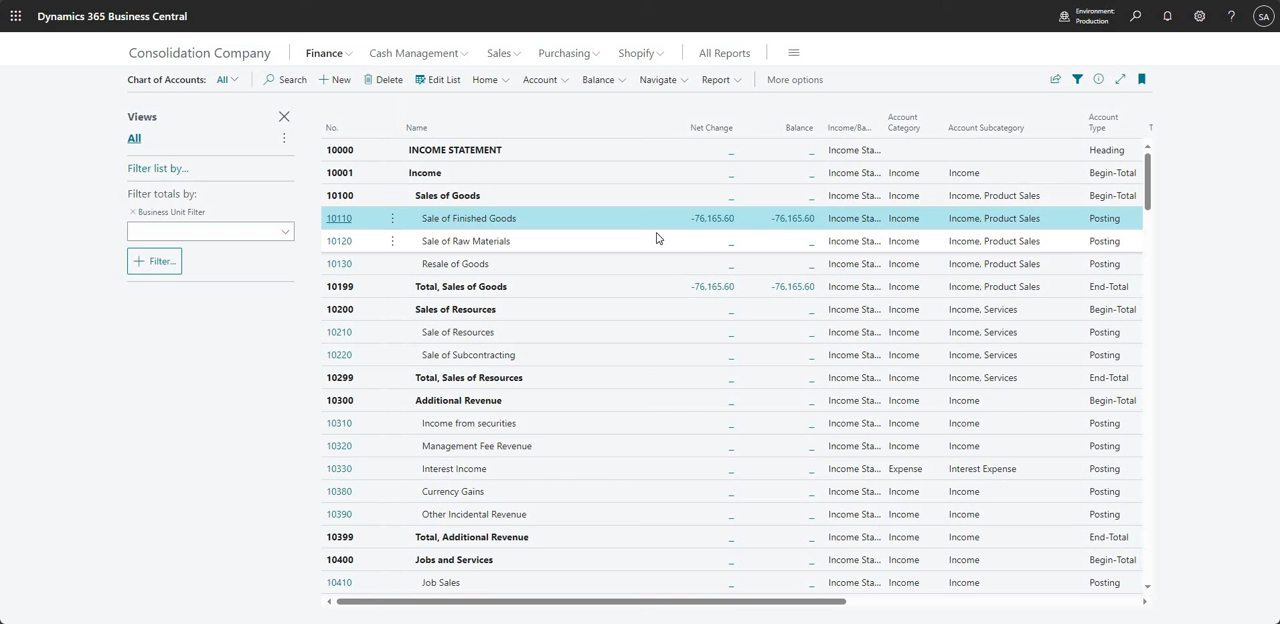 Dynamics 365 Business Central
Environment:
Production
SA
Consolidation Company Finance Cash Management Sales Purchasing Shopify All Reports
Chart of Accounts: All Search New Delete Edit List Home Account Balance Navigate Report More options
Views
All
Filter list by...
Filter totals by:
Business Unit Filter
Filter...
No. Name Net Change Balance Income/Ba... Account Category Account Subcategory Account Type T
10000 INCOME STATEMENT _ _ Income Sta... Heading
10001 Income _ _ Income Sta... Income Income Begin-Total
10100 Sales of Goods _ _ Income Sta... Income Income, Product Sales Begin-Total
10110 Sale of Finished Goods -76,165.60 -76,165.60 Income Sta... Income Income, Product Sales Posting
10120 Sale of Raw Materials _ _ Income Sta... Income Income, Product Sales Posting
10130 Resale of Goods _ _ Income Sta... Income Income, Product Sales Posting
10199 Total, Sales of Goods -76,165.60 -76,165.60 Income Sta... Income Income, Product Sales End-Total
10200 Sales of Resources _ _ Income Sta... Income Income, Services Begin-Total
10210 Sale of Resources _ _ Income Sta... Income Income, Services Posting
10220 Sale of Subcontracting _ _ Income Sta... Income Income, Services Posting
10299 Total, Sales of Resources _ _ Income Sta... Income Income, Services End-Total
10300 Additional Revenue _ _ Income Sta... Income Income Begin-Total
10310 Income from securities _ _ Income Sta... Income Income Posting
10320 Management Fee Revenue _ _ Income Sta... Income Income Posting
10330 Interest Income _ _ Income Sta... Expense Interest Expense Posting
10380 Currency Gains _ _ Income Sta... Income Income Posting
10390 Other Incidental Revenue _ _ Income Sta... Income Income Posting
10399 Total, Additional Revenue _ _ Income Sta... Income Income End-Total
10400 Jobs and Services _ _ Income Sta... Income Income Begin-Total
10410 Job Sales _ _ Income Sta... Income Income Posting